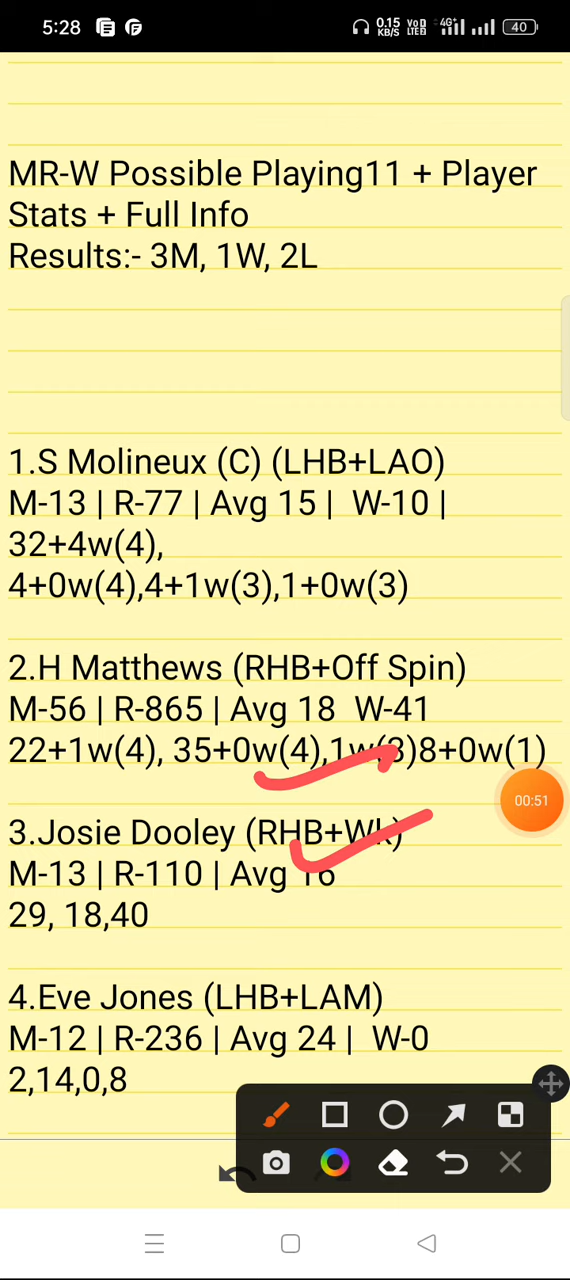 5:28 0.15 KB/S VoD LTE2 4G+ 40
MR-W Possible Playing11 + Player
Stats + Full Info
Results:- 3M, 1W, 2L
1.S Molineux (C) (LHB+LAO)
M-13 | R-77 | Avg 15 | W-10 |
32+4w(4),
4+0w(4),4+1w(3),1+0w(3)
2.H Matthews (RHB+Off Spin)
M-56 | R-865 | Avg 18 W-41
22+1w(4), 35+0w(4),1w(3)8+0w(1)
00:51
3.Josie Dooley (RHB+Wk)
M-13 | R-110 | Avg 16
29, 18,40
4.Eve Jones (LHB+LAM)
M-12 | R-236 | Avg 24 | W-0
2,14,0,8